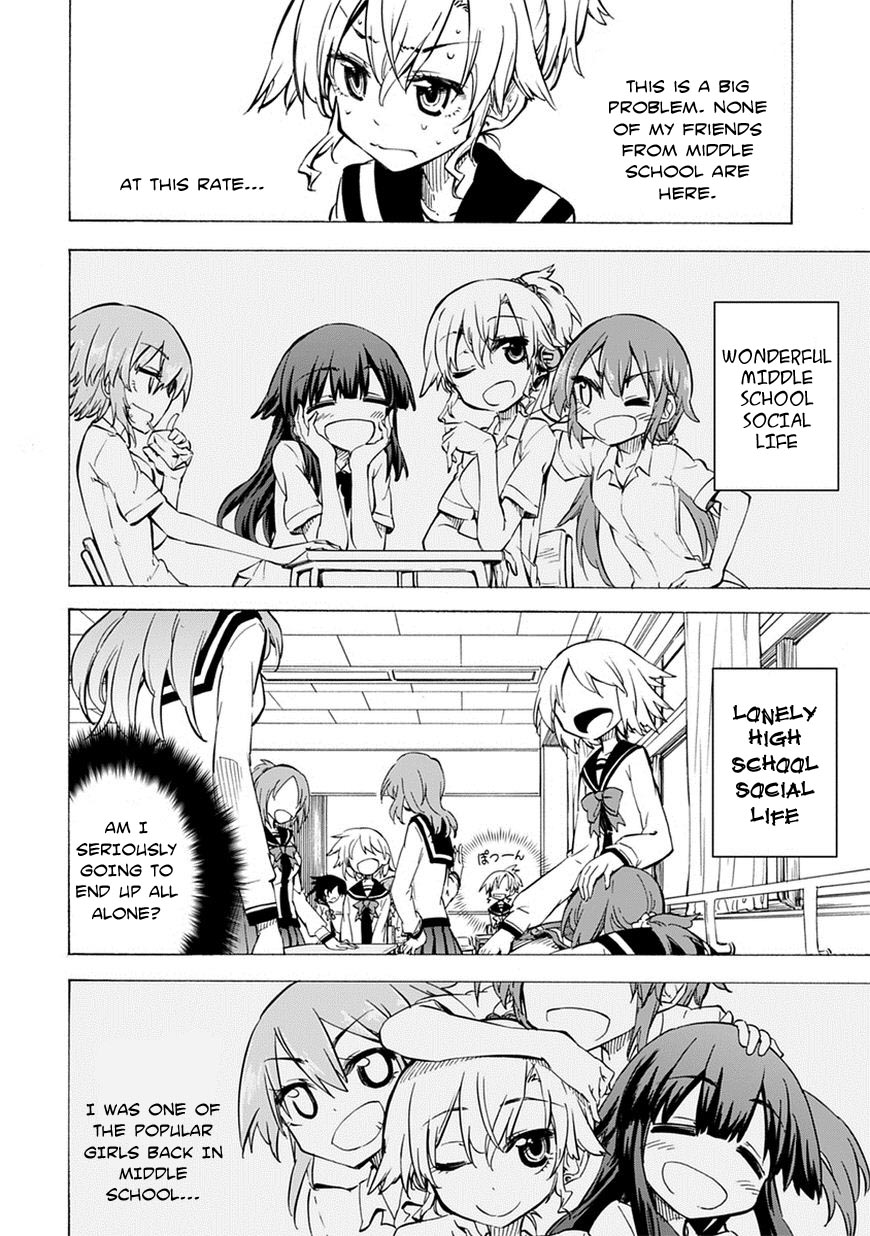 THIS IS A BIG
PROBLEM. NONE
OF MY FRIENDS
FROM MIDDLE
SCHOOL ARE
HERE.
AT THIS RATE...
WONDERFUL
MIDDLE
SCHOOL
SOCIAL
LIFE
LONELY
HIGH
SCHOOL
SOCIAL
LIFE
ぽつーん
AM I
SERIOUSLY
GOING TO
END UP ALL
ALONE?
I WAS ONE OF
THE POPULAR
GIRLS BACK IN
MIDDLE
SCHOOL...